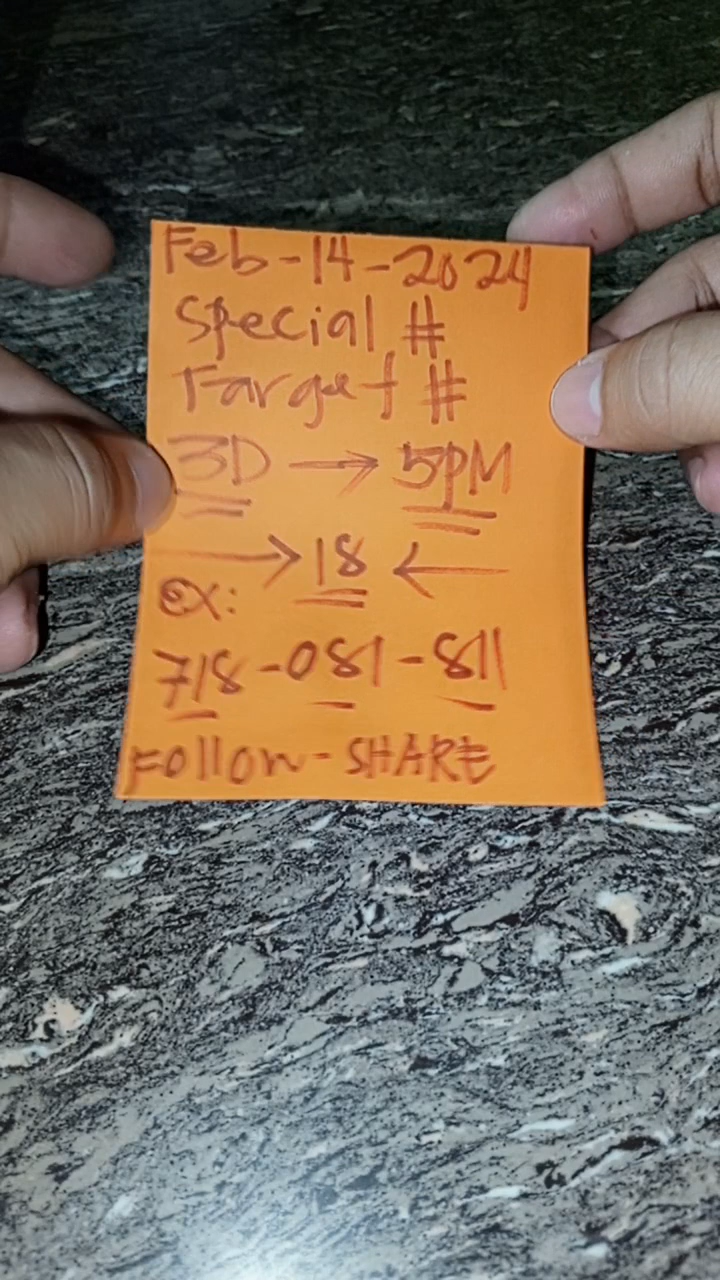 Feb-14-2024
Special #
Target #
3D → 5PM
→ 18 ←
ex:
718-081-811
Follow-SHARE